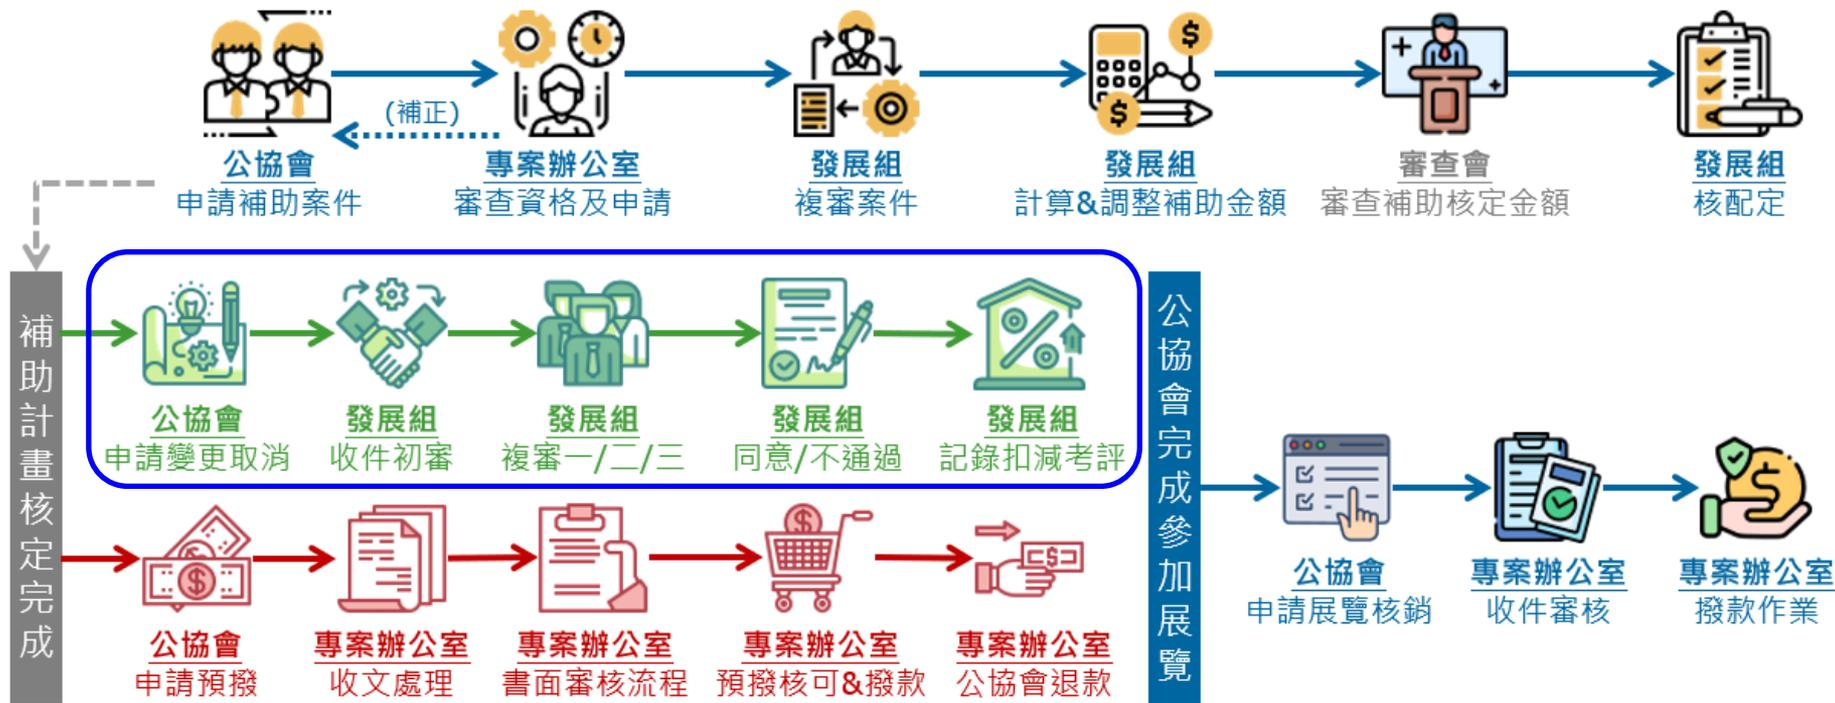 (補正)
公協會
申請補助案件
專案辦公室
審查資格及申請
發展組
複審案件
發展組
計算&調整補助金額
審查會
審查補助核定金額
發展組
核配定
補助計畫核定完成
公協會
申請變更取消
發展組
收件初審
發展組
複審一/二/三
發展組
同意/不通過
發展組
記錄扣減考評
公協會
申請預撥
專案辦公室
收文處理
專案辦公室
書面審核流程
專案辦公室
預撥核可&撥款
專案辦公室
公協會退款
公協會完成參加展覽
公協會
申請展覽核銷
專案辦公室
收件審核
專案辦公室
撥款作業